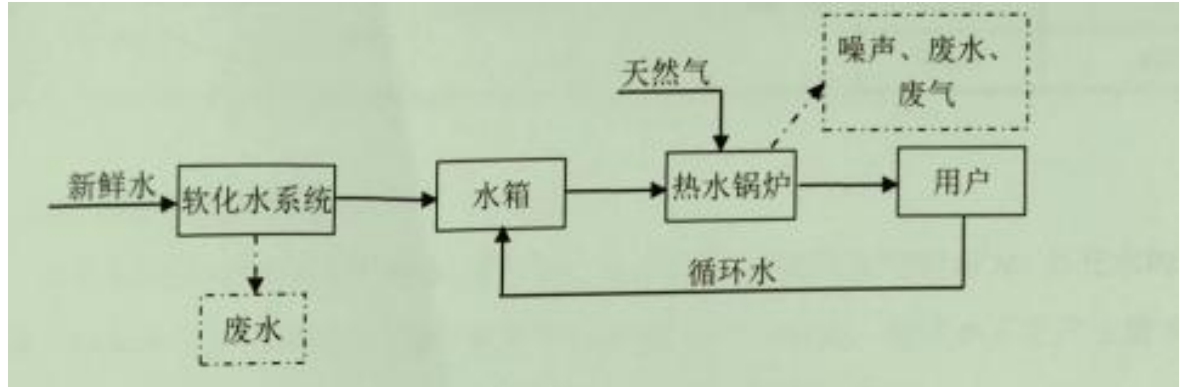 噪声、废水、
废气
天然气
新鲜水
软化水系统
水箱
热水锅炉
用户
循环水
废水